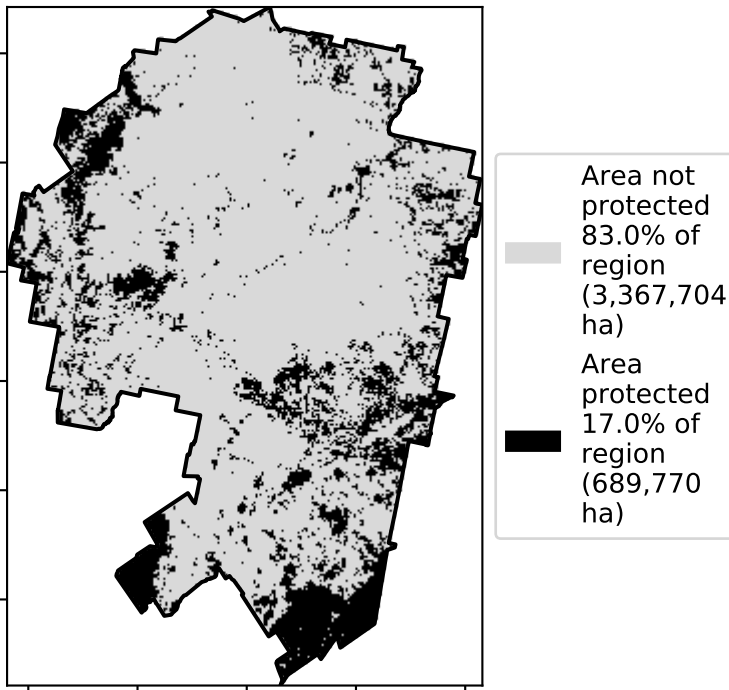 Area not
protected
83.0% of
region
(3,367,704
ha)
Area
protected
17.0% of
region
(689,770
ha)